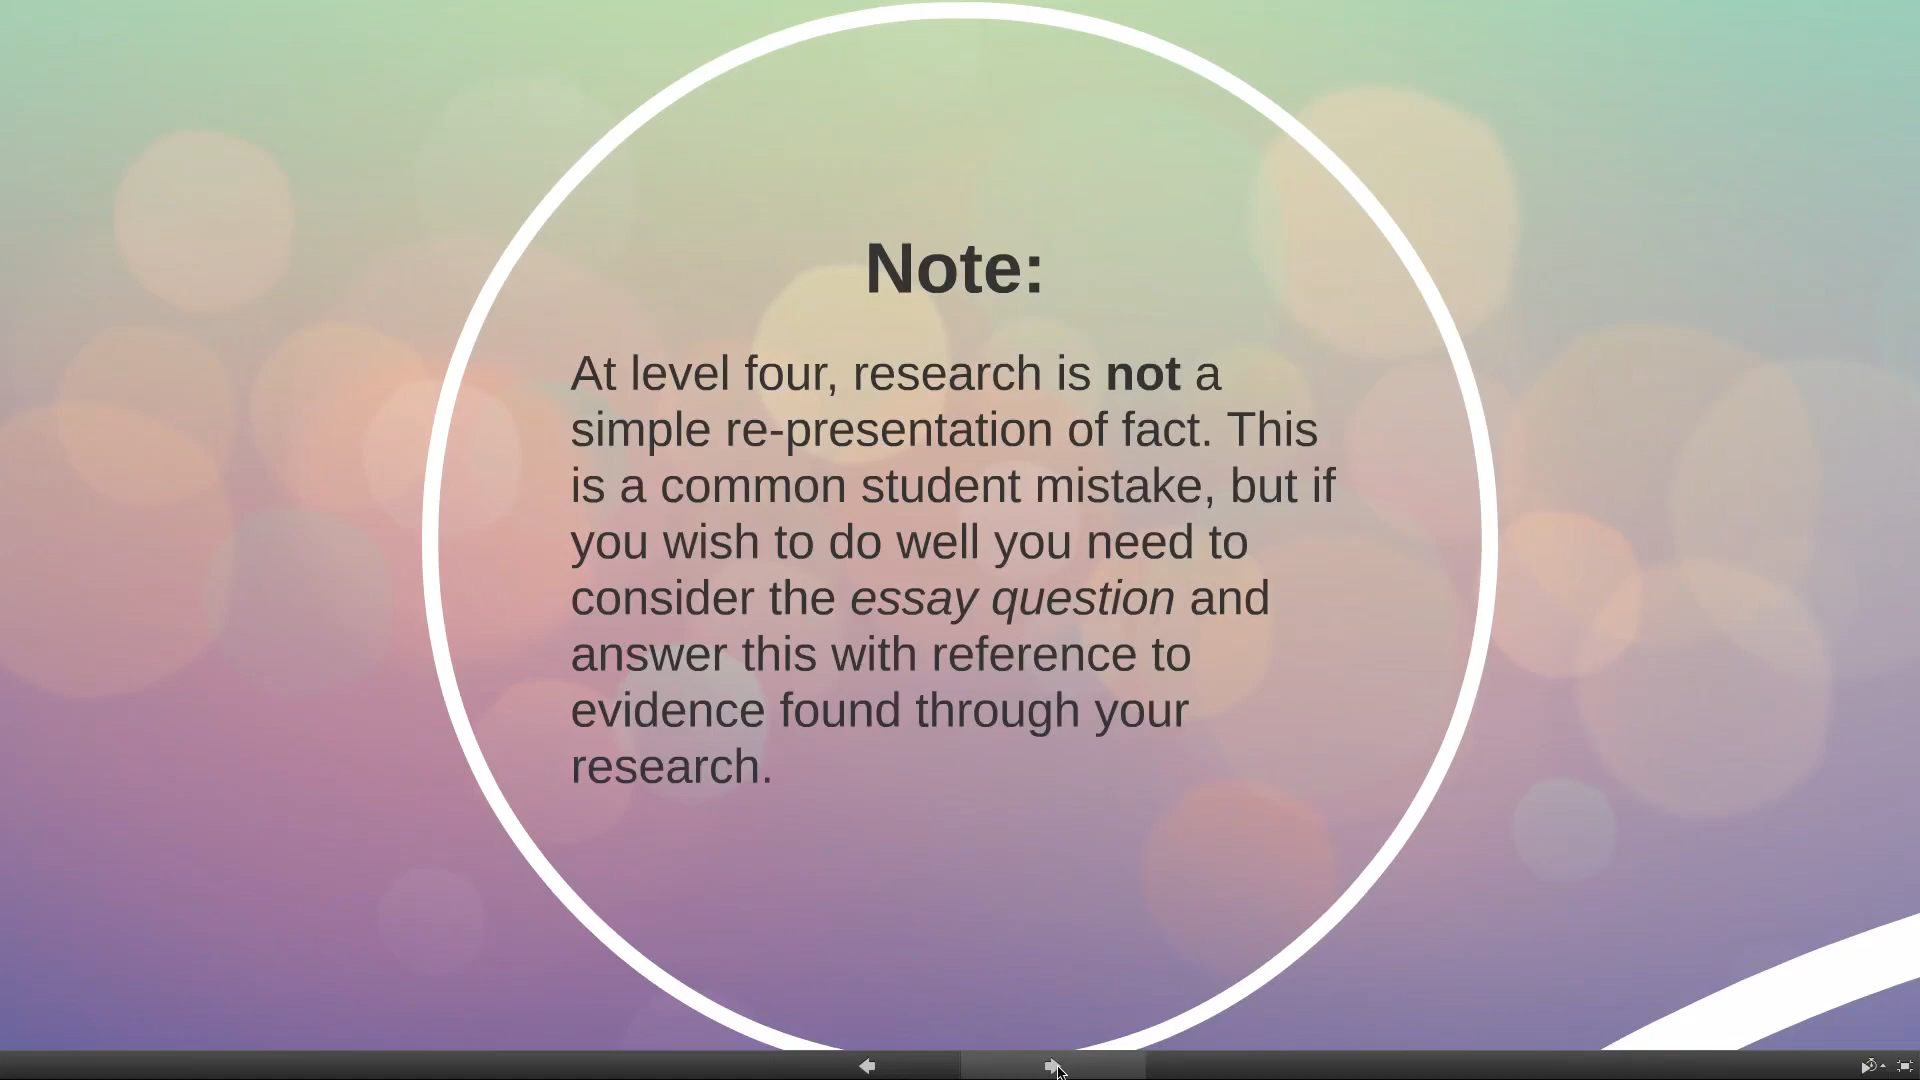 Note:
At level four, research is not a
simple re-presentation of fact. This
is a common student mistake, but if
you wish to do well you need to
consider the essay question and
answer this with reference to
evidence found through your
research.